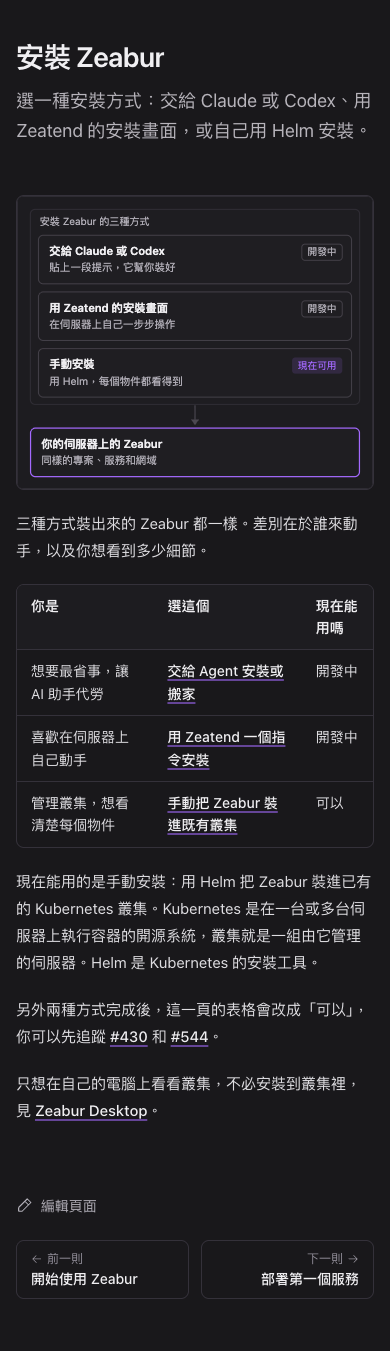 安裝 Zeabur
選一種安裝方式：交給 Claude 或 Codex、用
Zeatend 的安裝畫面，或自己用 Helm 安裝。
安裝 Zeabur 的三種方式
交給 Claude 或 Codex
開發中
貼上一段提示，它幫你裝好
用 Zeatend 的安裝畫面
開發中
在伺服器上自己一步步操作
手動安裝
現在可用
用 Helm，每個物件都看得到
你的伺服器上的 Zeabur
同樣的專案、服務和網域
三種方式裝出來的 Zeabur 都一樣。差別在於誰來動
手，以及你想看到多少細節。
你是
選這個
現在能
用嗎
想要最省事，讓
AI 助手代勞
交給 Agent 安裝或
搬家
開發中
喜歡在伺服器上
自己動手
用 Zeatend 一個指
令安裝
開發中
管理叢集，想看
清楚每個物件
手動把 Zeabur 裝
進既有叢集
可以
現在能用的是手動安裝：用 Helm 把 Zeabur 裝進已有
的 Kubernetes 叢集。Kubernetes 是在一台或多台伺
服器上執行容器的開源系統，叢集就是一組由它管理
的伺服器。Helm 是 Kubernetes 的安裝工具。
另外兩種方式完成後，這一頁的表格會改成「可以」，
你可以先追蹤 #430 和 #544。
只想在自己的電腦上看看叢集，不必安裝到叢集裡，
見 Zeabur Desktop。
編輯頁面
← 前一則
開始使用 Zeabur
下一則 →
部署第一個服務